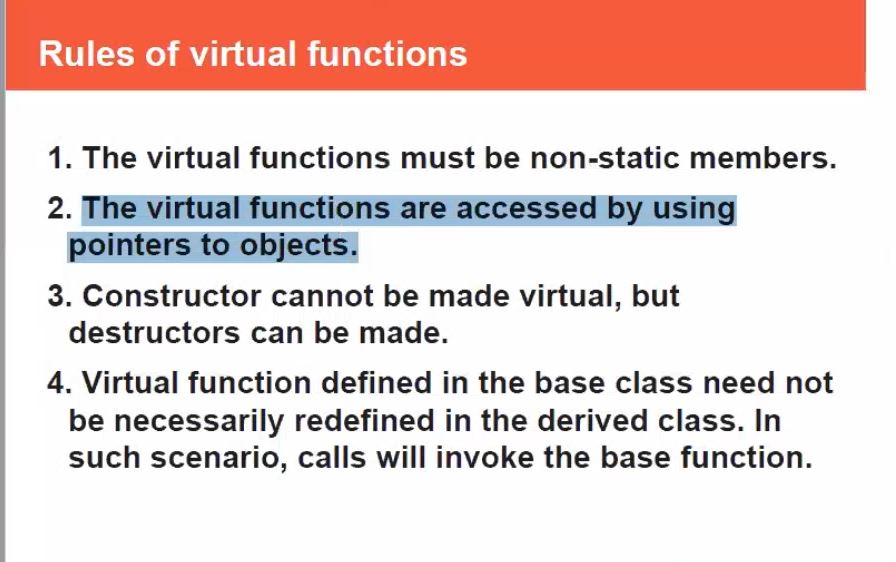 Rules of virtual functions
1. The virtual functions must be non-static members.
2. The virtual functions are accessed by using
pointers to objects.
3. Constructor cannot be made virtual, but
destructors can be made.
4. Virtual function defined in the base class need not
be necessarily redefined in the derived class. In
such scenario, calls will invoke the base function.